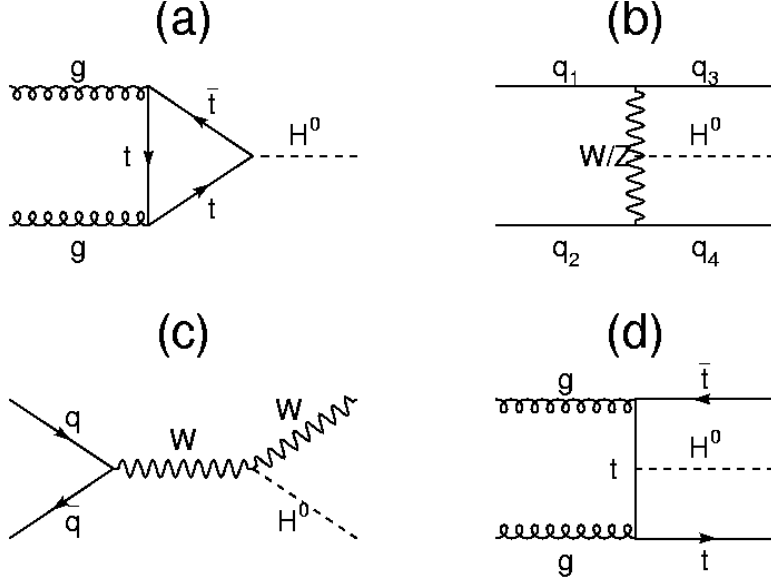 (a)
g
t̄
H⁰
t
t
g
(b)
q₁ q₃
W/Z H⁰
q₂ q₄
(c)
q
W
W
q̄
H⁰
(d)
g
t̄
t
H⁰
g
t